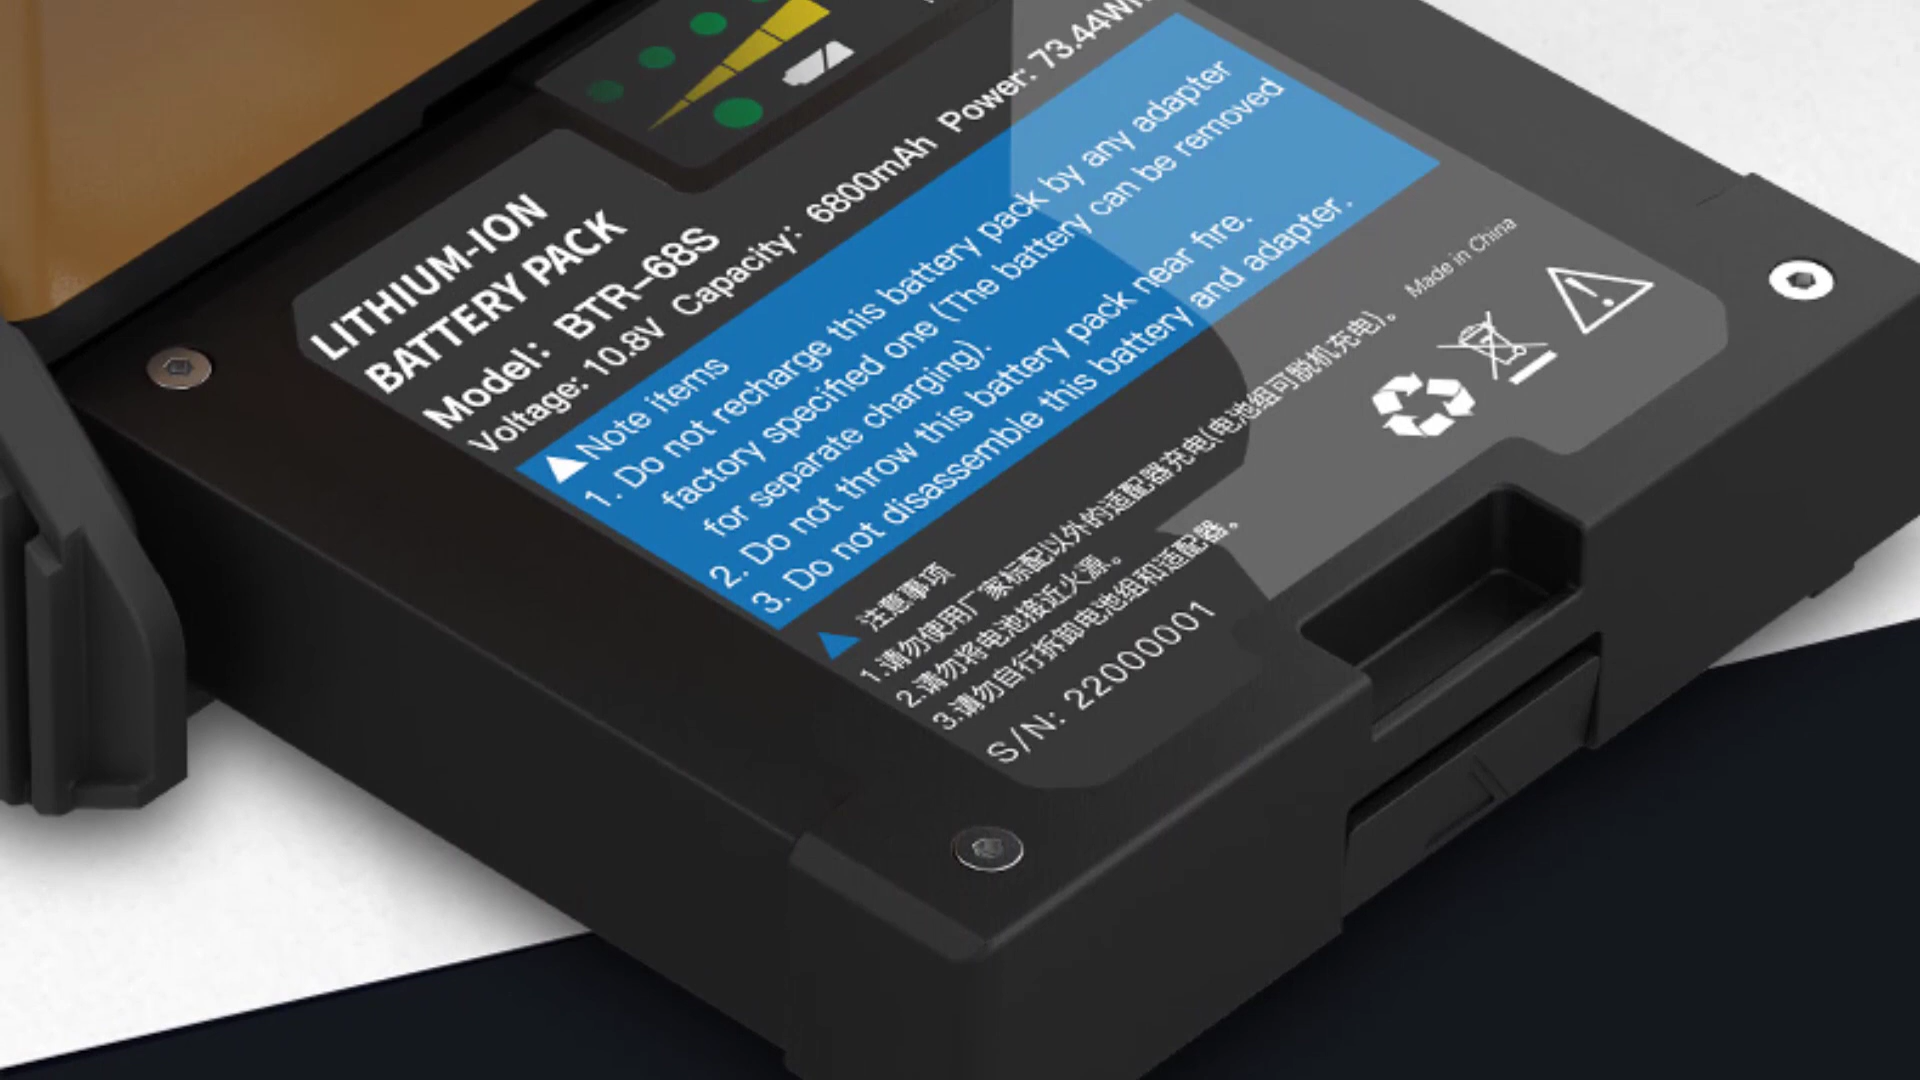 LITHIUM-ION
BATTERY PACK
Model: BTR-68S
Voltage: 10.8V Capacity: 6800mAh Power: 73.44Wh
Note items
1. Do not recharge this battery pack by any adapter
factory specified one (The battery can be removed
for separate charging).
2. Do not throw this battery pack near fire.
3. Do not disassemble this battery and adapter.
注意事项
1.请勿使用厂家标配以外的适配器充电(电池组可脱机充电)。
2.请勿将电池接近火源。
3.请勿自行拆卸电池组和适配器。
S/N: 22000001
Made in China